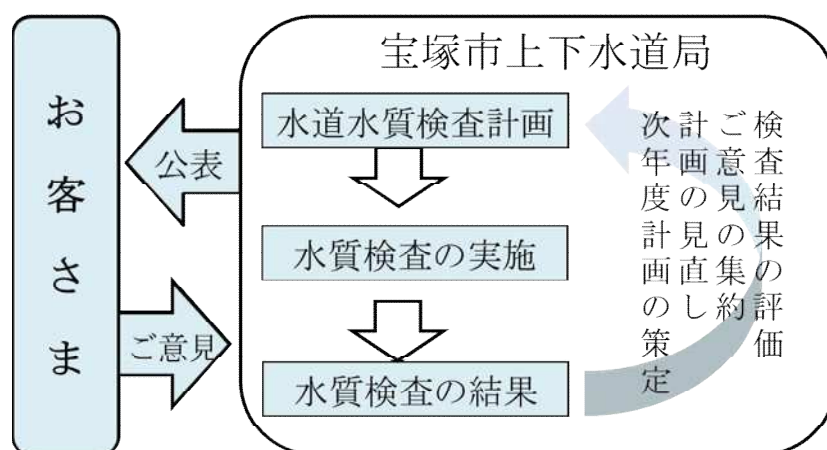 お客さま
公表
ご意見
宝塚市上下水道局
水道水質検査計画
水質検査の実施
水質検査の結果
検査結果の評価
ご意見の集約
計画の見直し
次年度計画の策定